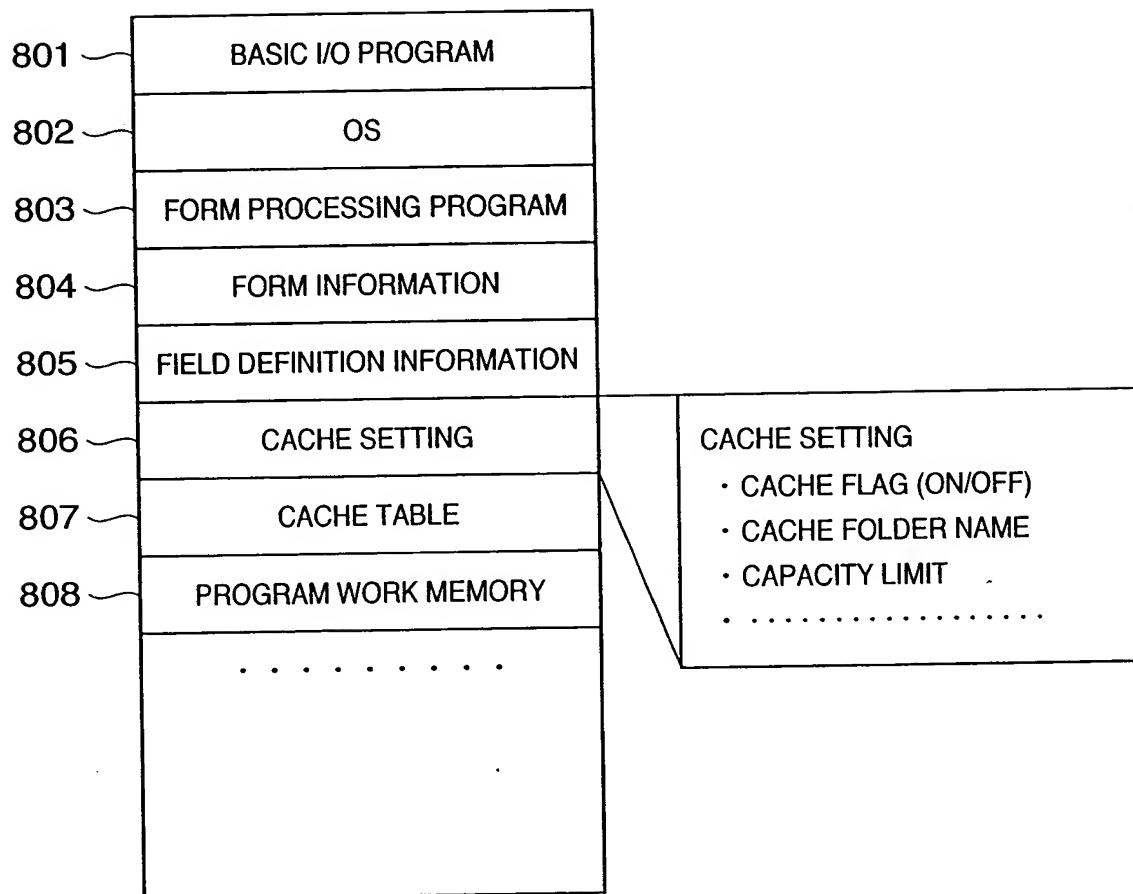 801 BASIC I/O PROGRAM
802 OS
803 FORM PROCESSING PROGRAM
804 FORM INFORMATION
805 FIELD DEFINITION INFORMATION
806 CACHE SETTING
807 CACHE TABLE
808 PROGRAM WORK MEMORY
· · · · · · · · ·
CACHE SETTING
· CACHE FLAG (ON/OFF)
· CACHE FOLDER NAME
· CAPACITY LIMIT
· · · · · · · · · · · · · · · · · · ·